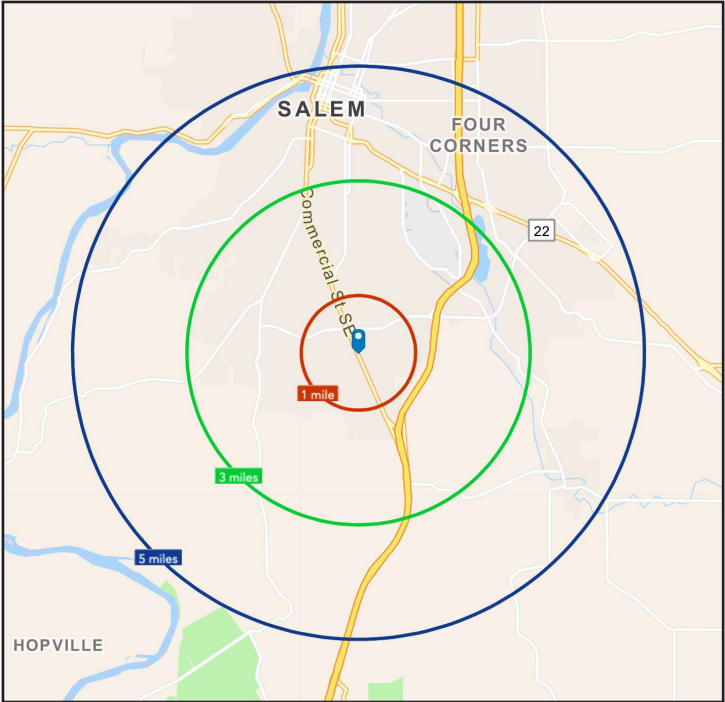 SALEM
FOUR
CORNERS
Commercial St SE
22
1 mile
3 miles
5 miles
HOPVILLE